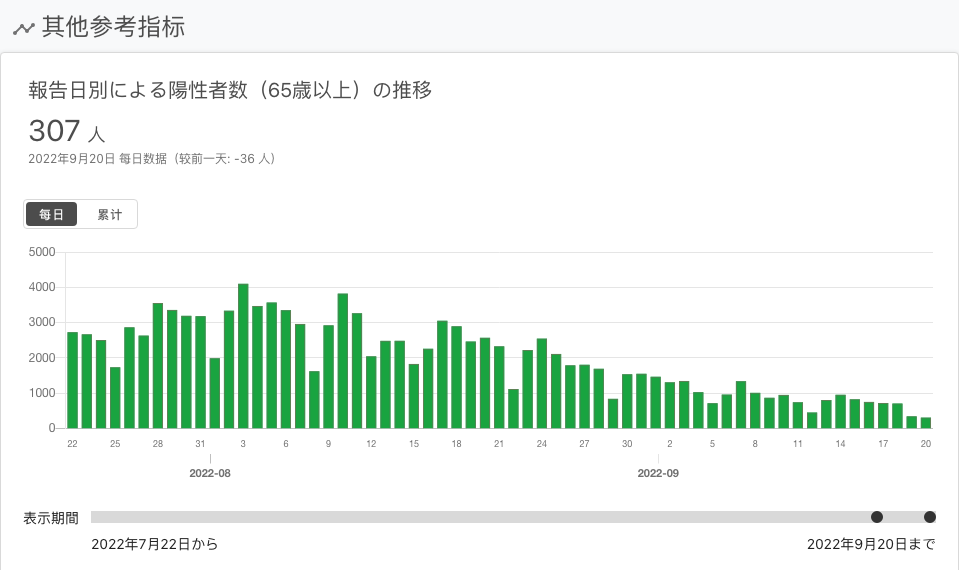 其他参考指标
報告日別による陽性者数（65歳以上）の推移
307 人
2022年9月20日 每日数据（较前一天: -36 人）
每日 累计
5000
4000
3000
2000
1000
0
22 25 28 31 3 6 9 12 15 18 21 24 27 30 2 5 8 11 14 17 20
2022-08 2022-09
表示期間
2022年7月22日から 2022年9月20日まで